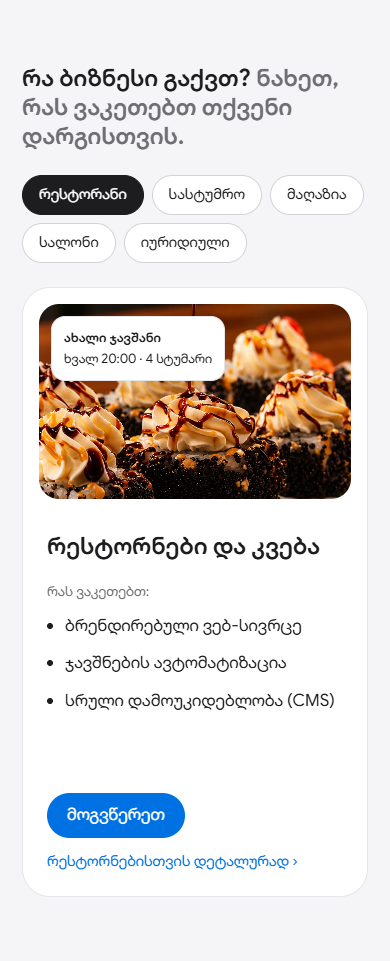 რა ბიზნესი გაქვთ? ნახეთ,
რას ვაკეთებთ თქვენი
დარგისთვის.
რესტორანი
სასტუმრო
მაღაზია
სალონი
იურიდიული
ახალი ჯავშანი
ხვალ 20:00 · 4 სტუმარი
რესტორნები და კვება
რას ვაკეთებთ:
• ბრენდირებული ვებ-სივრცე
• ჯავშნების ავტომატიზაცია
• სრული დამოუკიდებლობა (CMS)
მოგვწერეთ
რესტორნებისთვის დეტალურად ›